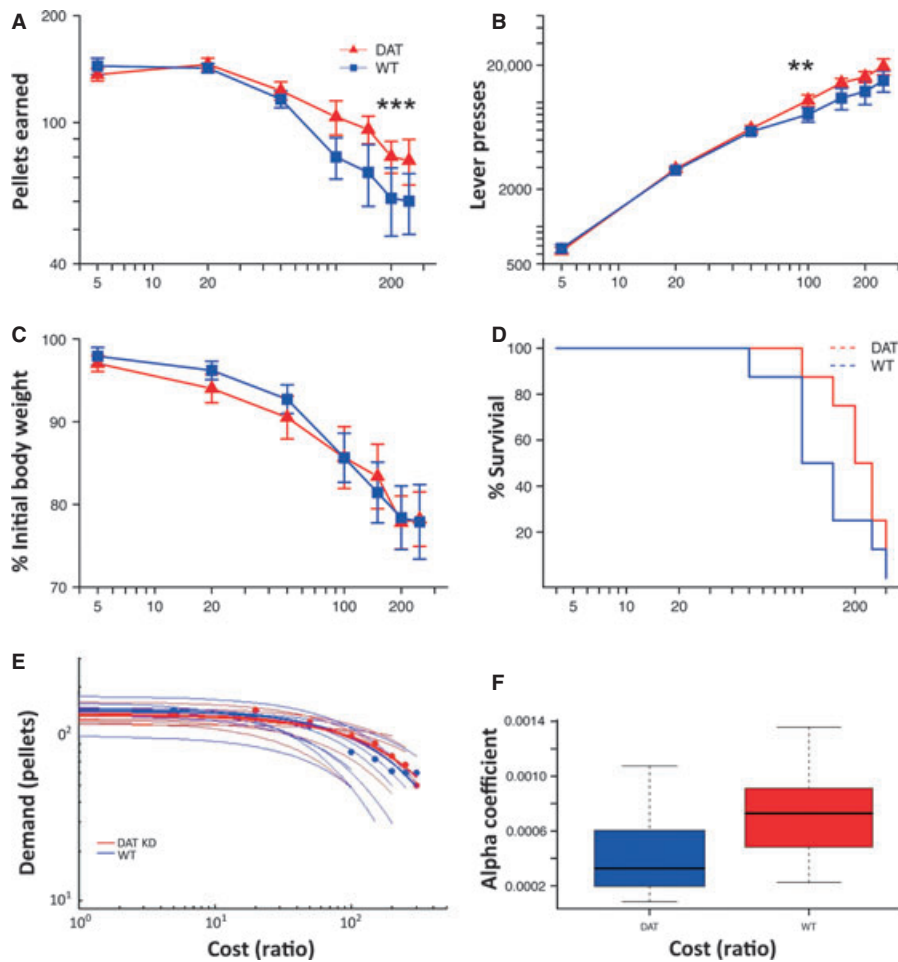 A
200
100
40
Pellets earned
DAT
WT
***
5 10 20 200
B
20,000
2000
500
Lever presses
**
5 10 20 100 200
C
100
90
80
70
% Initial body weight
5 10 20 100 200
D
100
80
60
40
20
% Survivial
DAT
WT
5 10 20 200
E
10²
10¹
Demand (pellets)
DAT KD
WT
10⁰ 10¹ 10²
Cost (ratio)
F
0.0014
0.0010
0.0006
0.0002
Alpha coefficient
DAT WT
Cost (ratio)